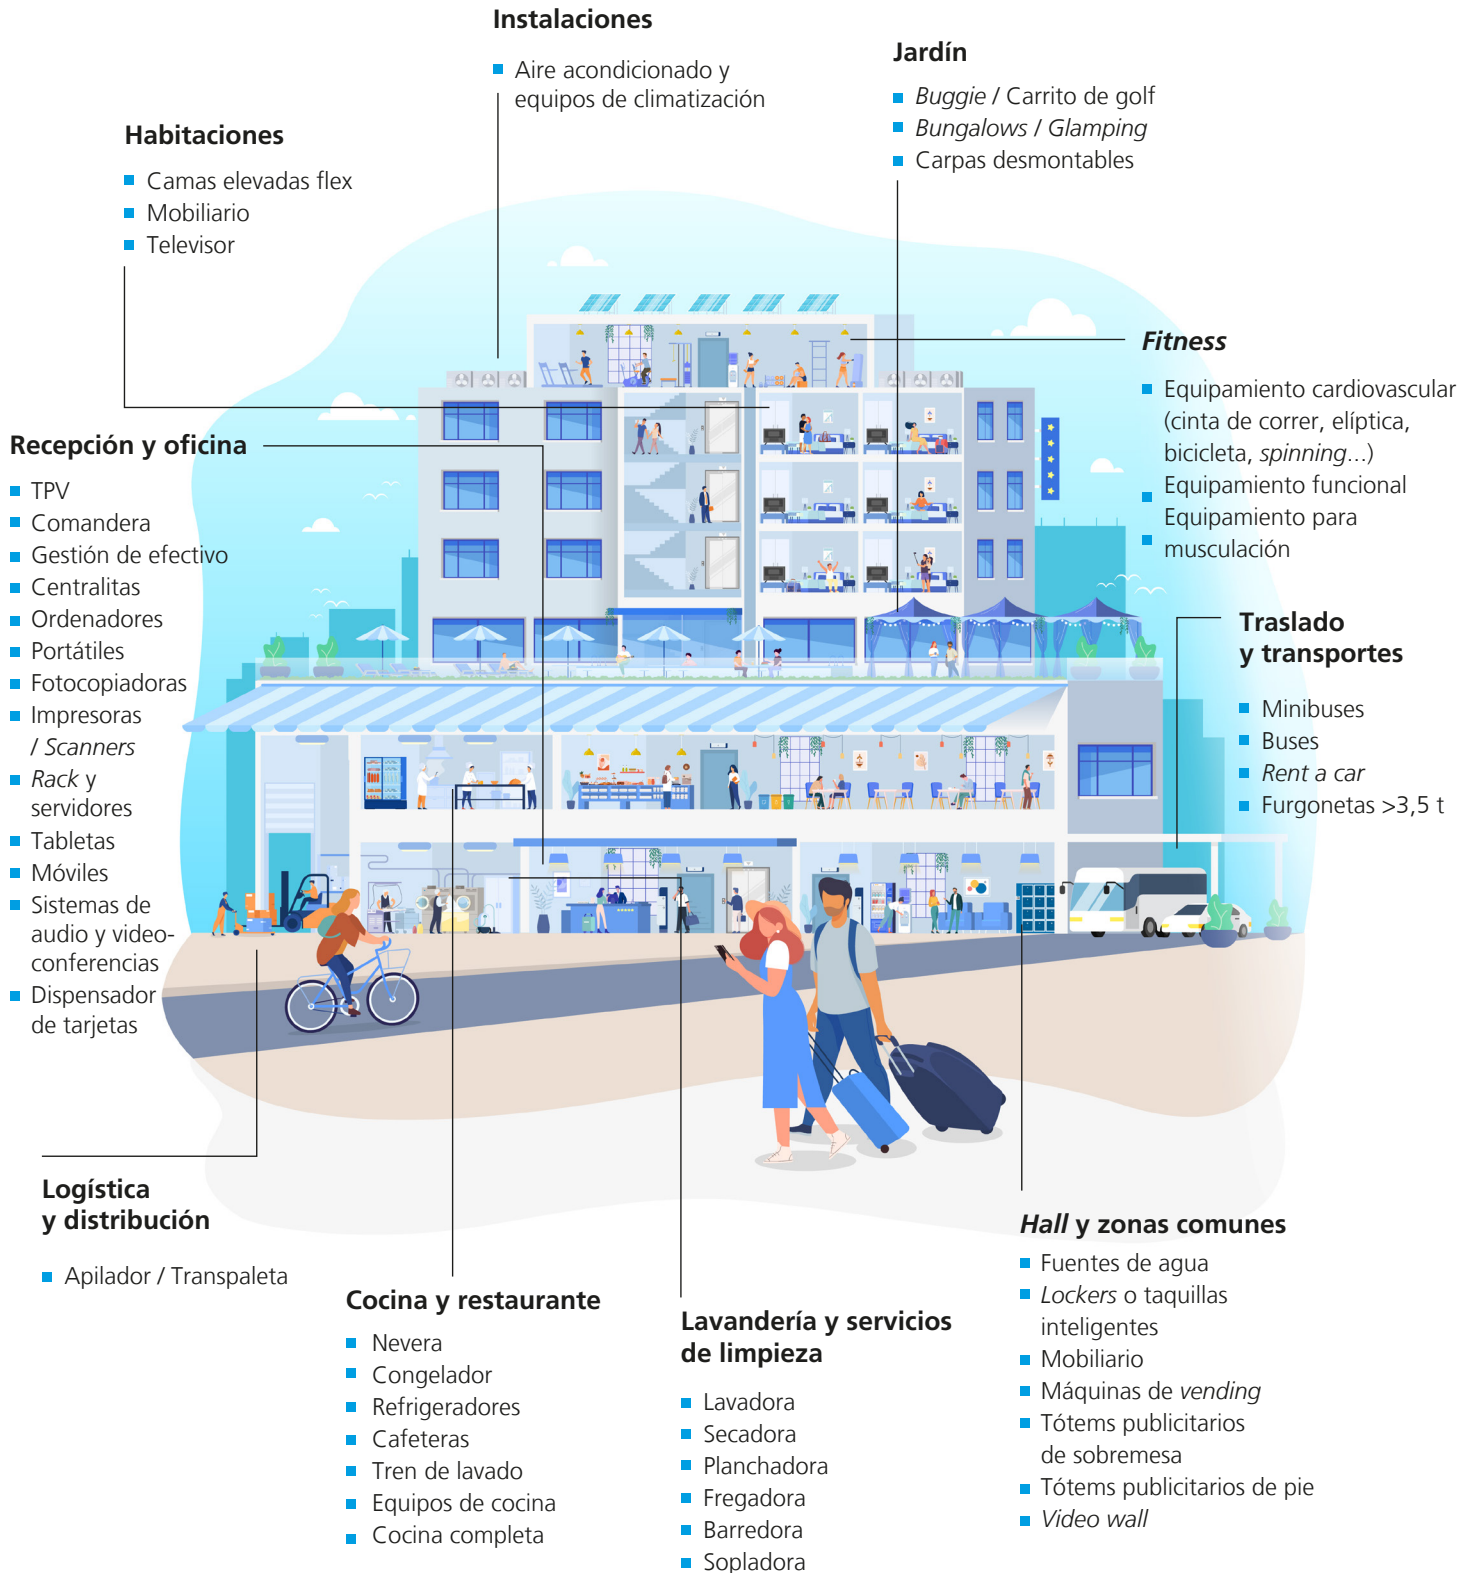 Instalaciones
Aire acondicionado y
equipos de climatización
Jardín
Buggie / Carrito de golf
Bungalows / Glamping
Carpas desmontables
Habitaciones
Camas elevadas flex
Mobiliario
Televisor
Fitness
Equipamiento cardiovascular
(cinta de correr, elíptica,
bicicleta, spinning...)
Equipamiento funcional
Equipamiento para
musculación
Recepción y oficina
TPV
Comandera
Gestión de efectivo
Centralitas
Ordenadores
Portátiles
Fotocopiadoras
Impresoras
/ Scanners
Rack y
servidores
Tabletas
Móviles
Sistemas de
audio y video-
conferencias
Dispensador
de tarjetas
Traslado
y transportes
Minibuses
Buses
Rent a car
Furgonetas >3,5 t
Logística
y distribución
Apilador / Transpaleta
Cocina y restaurante
Nevera
Congelador
Refrigeradores
Cafeteras
Tren de lavado
Equipos de cocina
Cocina completa
Lavandería y servicios
de limpieza
Lavadora
Secadora
Planchadora
Fregadora
Barredora
Sopladora
Hall y zonas comunes
Fuentes de agua
Lockers o taquillas
inteligentes
Mobiliario
Máquinas de vending
Tótems publicitarios
de sobremesa
Tótems publicitarios de pie
Video wall